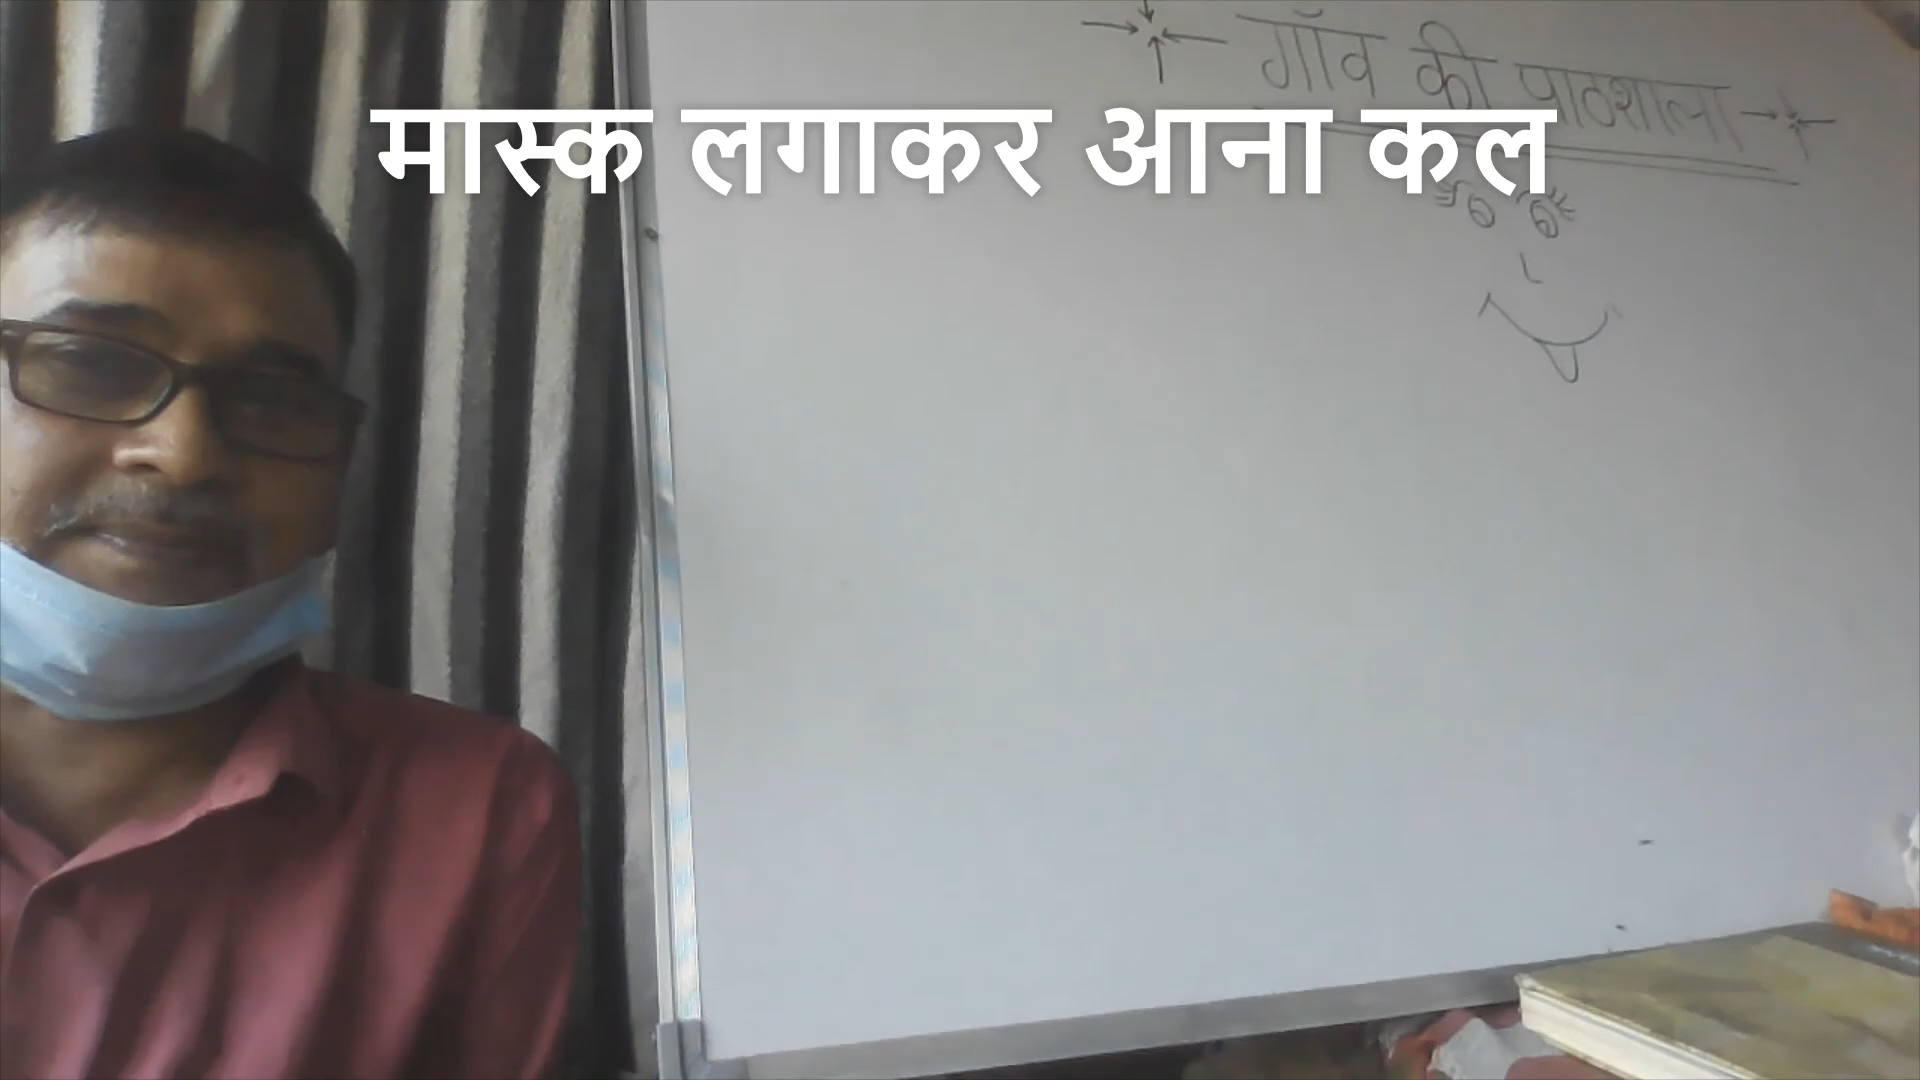 गाँव की पाठशाला
मास्क लगाकर आना कल